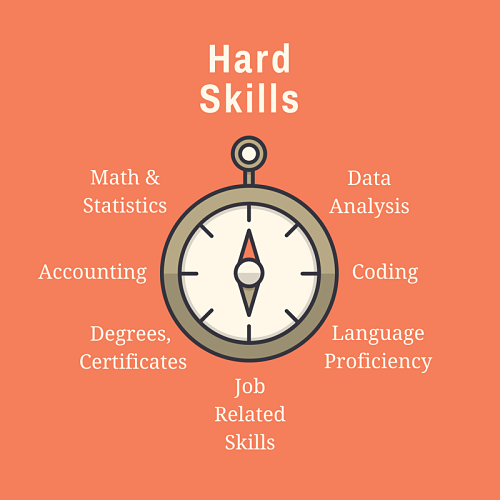 Hard
Skills
Math &
Statistics
Data
Analysis
Accounting
Coding
Degrees,
Certificates
Language
Proficiency
Job
Related
Skills